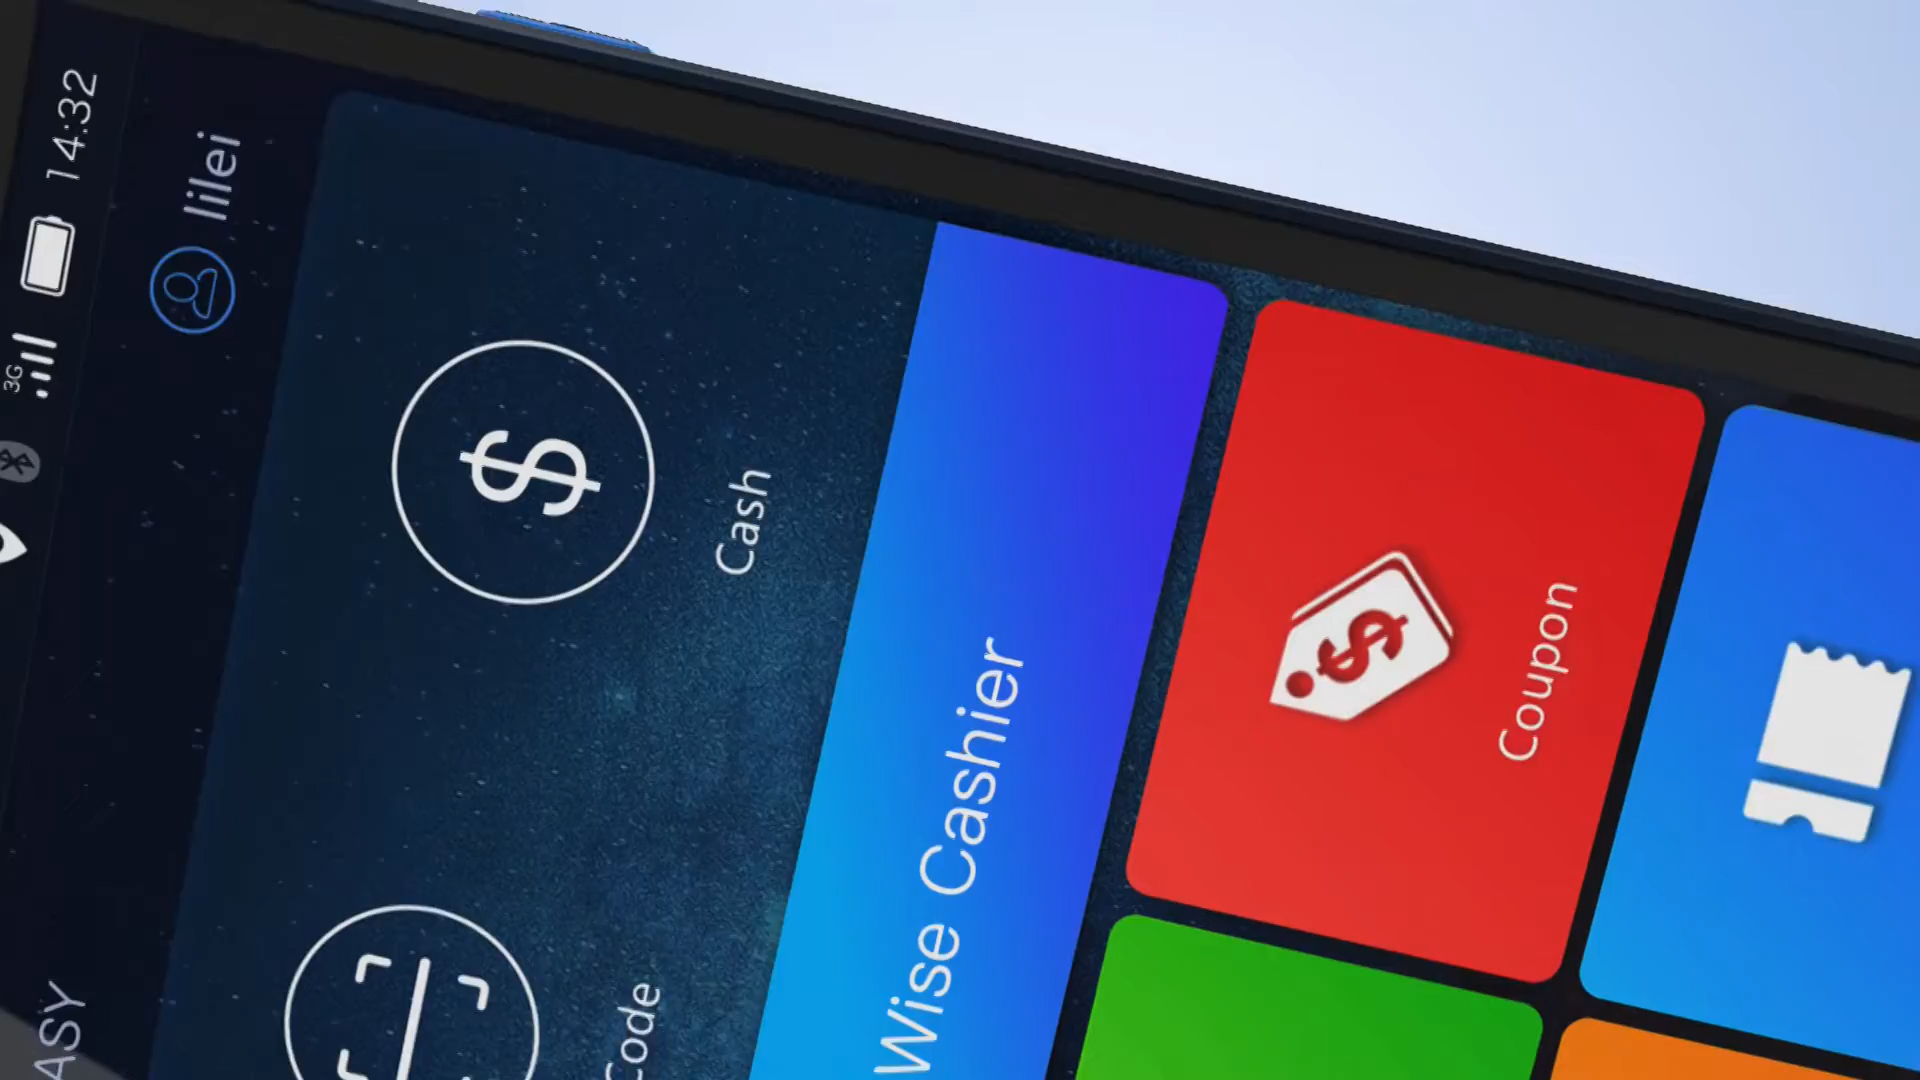 3G 14:32
ASY
lilei
Code
Cash
Wise Cashier
Coupon